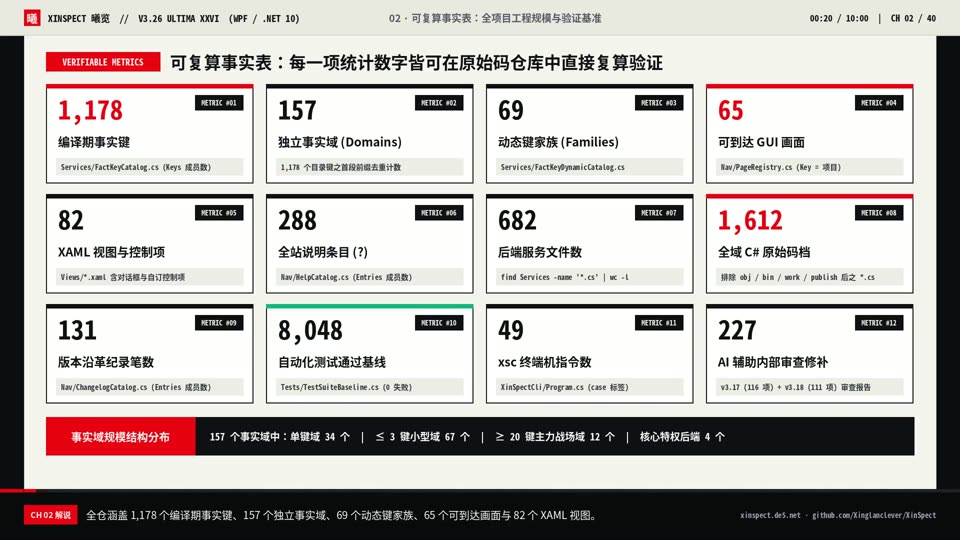 曦 XINSPECT 曦览 // V3.26 ULTIMA XXVI (WPF / .NET 10)
02 · 可复算事实表：全项目工程规模与验证基准
00:20 / 10:00 | CH 02 / 40
VERIFIABLE METRICS
可复算事实表：每一项统计数字皆可在原始码仓库中直接复算验证
1,178
METRIC #01
编译期事实键
Services/FactKeyCatalog.cs (Keys 成员数)
157
METRIC #02
独立事实域 (Domains)
1,178 个目录键之首段前缀去重计数
69
METRIC #03
动态键家族 (Families)
Services/FactKeyDynamicCatalog.cs
65
METRIC #04
可到达 GUI 画面
Nav/PageRegistry.cs (Key = 项目)
82
METRIC #05
XAML 视图与控制项
Views/*.xaml 含对话框与自订控制项
288
METRIC #06
全站说明条目 (?)
Nav/HelpCatalog.cs (Entries 成员数)
682
METRIC #07
后端服务文件数
find Services -name '*.cs' | wc -l
1,612
METRIC #08
全域 C# 原始码档
排除 obj / bin / work / publish 后之 *.cs
131
METRIC #09
版本沿革纪录笔数
Nav/ChangelogCatalog.cs (Entries 成员数)
8,048
METRIC #10
自动化测试通过基线
Tests/TestSuiteBaseline.cs (0 失败)
49
METRIC #11
xsc 终端机指令数
XinSpectCli/Program.cs (case 标签)
227
METRIC #12
AI 辅助内部审查修补
v3.17 (116 项) + v3.18 (111 项) 审查报告
事实域规模结构分布
157 个事实域中：单键域 34 个 | ≤ 3 键小型域 67 个 | ≥ 20 键主力战场域 12 个 | 核心特权后端 4 个
CH 02 解说
全仓涵盖 1,178 个编译期事实键、157 个独立事实域、69 个动态键家族、65 个可到达画面与 82 个 XAML 视图。
xinspect.de5.net · github.com/Xinglanclever/XinSpect